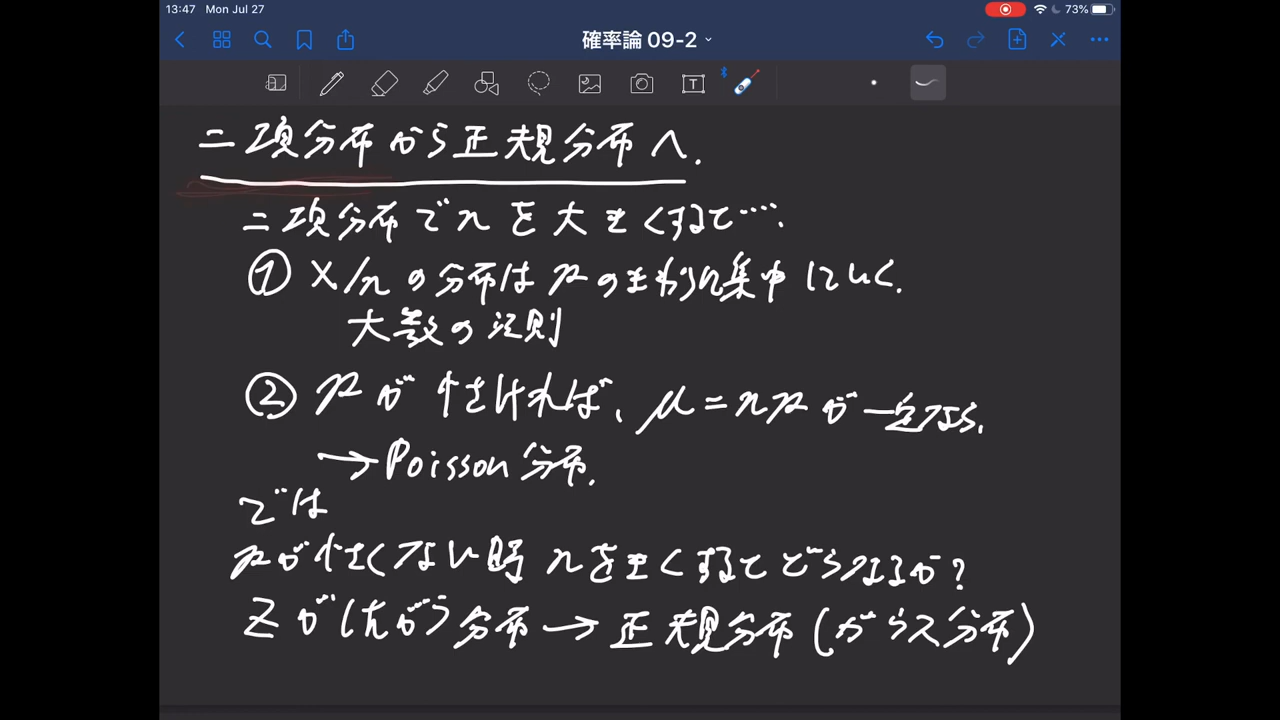 13:47 Mon Jul 27
73%
確率論 09-2
T
二項分布から正規分布へ.
二項分布でnを大きくすると….
① X/nの分布はpのまわりに集中していく.
大数の法則
② pが小さければ、μ=npが一定なら、
→Poisson分布.
では
pが小さくない時nを大きくするとどうなるか?
Zがしたがう分布→正規分布(ガウス分布)